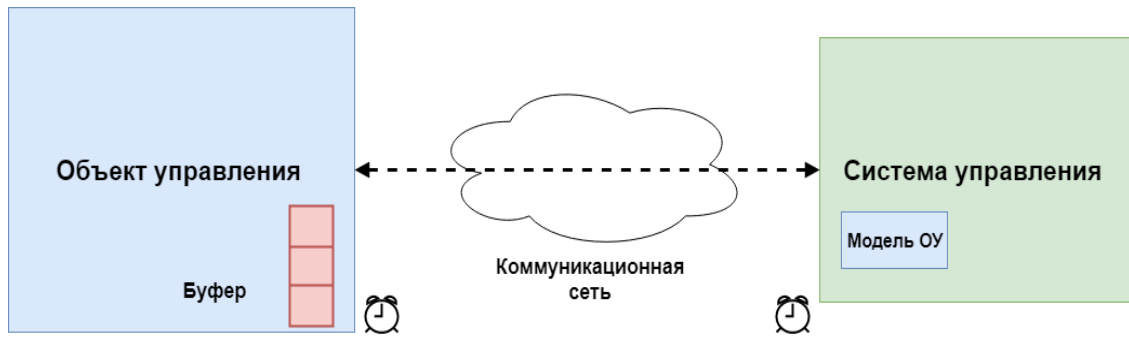 Объект управления
Система управления
Модель ОУ
Коммуникационная
сеть
Буфер